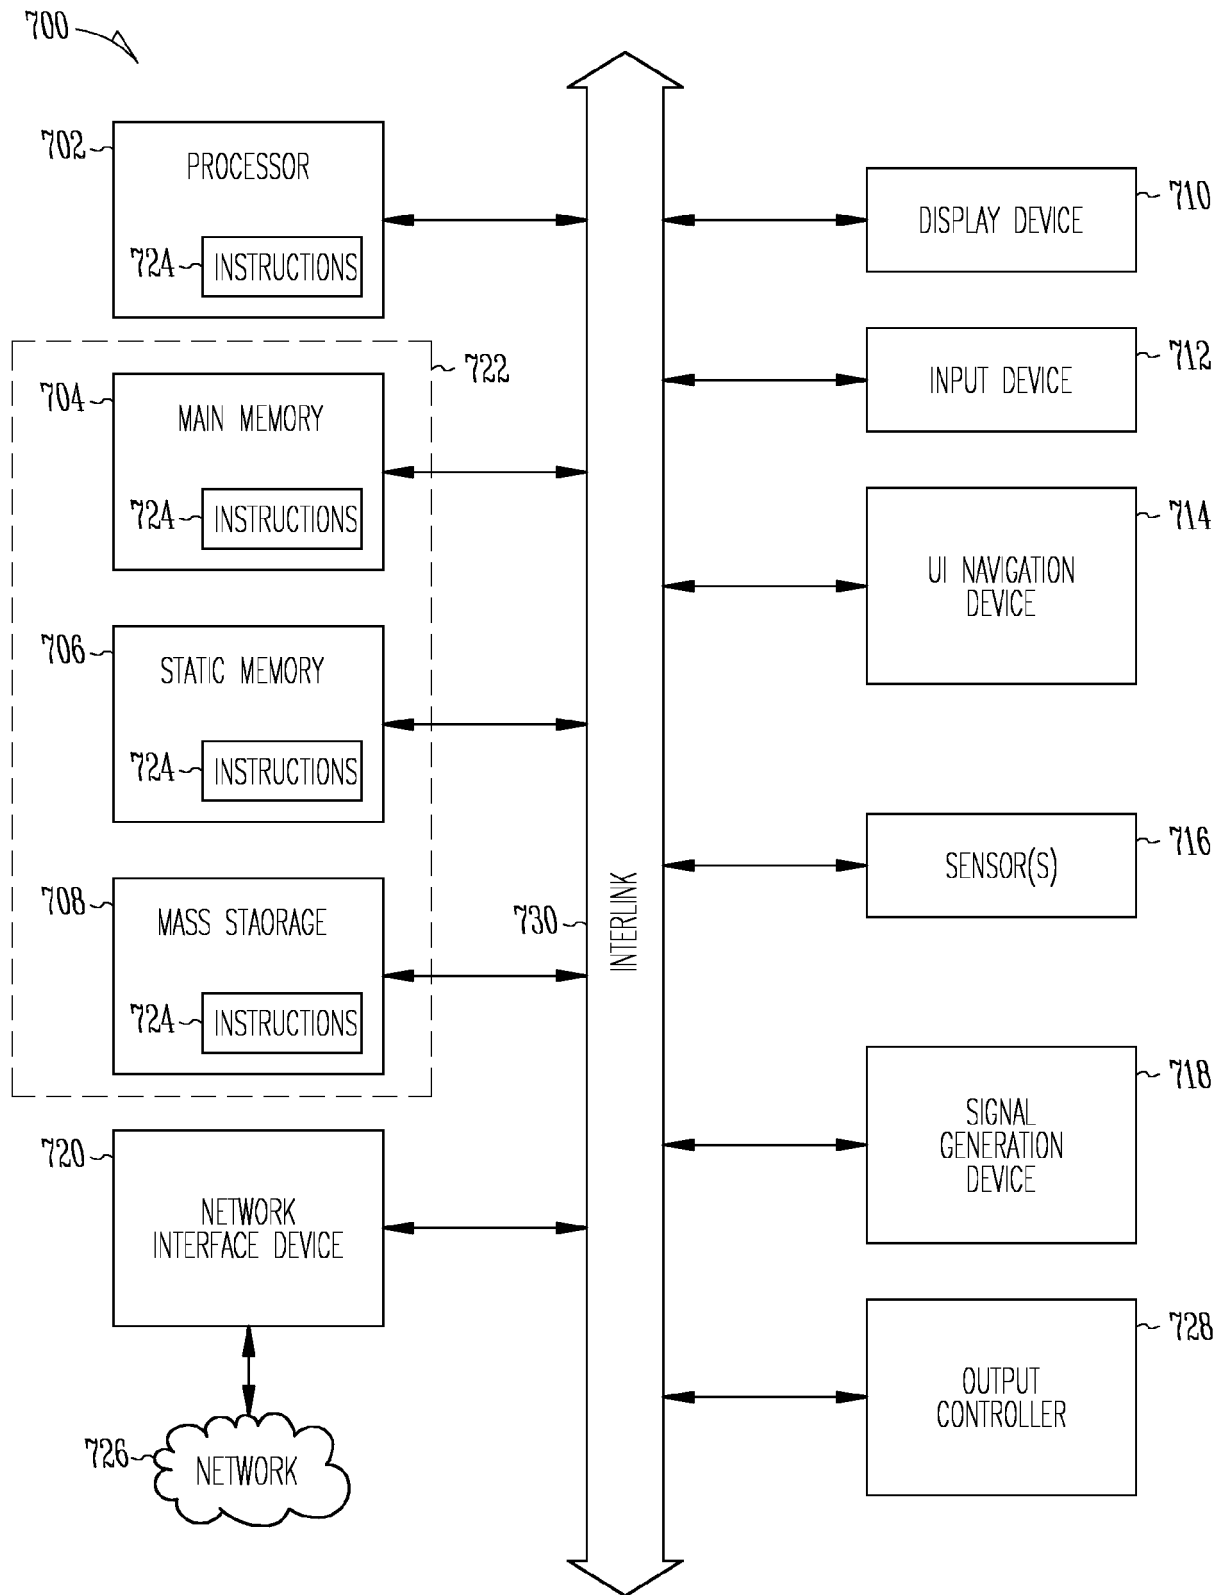 700
702
PROCESSOR
724
INSTRUCTIONS
722
704
MAIN MEMORY
724
INSTRUCTIONS
706
STATIC MEMORY
724
INSTRUCTIONS
708
MASS STAORAGE
724
INSTRUCTIONS
720
NETWORK
INTERFACE DEVICE
726
NETWORK
730
INTERLINK
710
DISPLAY DEVICE
712
INPUT DEVICE
714
UI NAVIGATION
DEVICE
716
SENSOR(S)
718
SIGNAL
GENERATION
DEVICE
728
OUTPUT
CONTROLLER